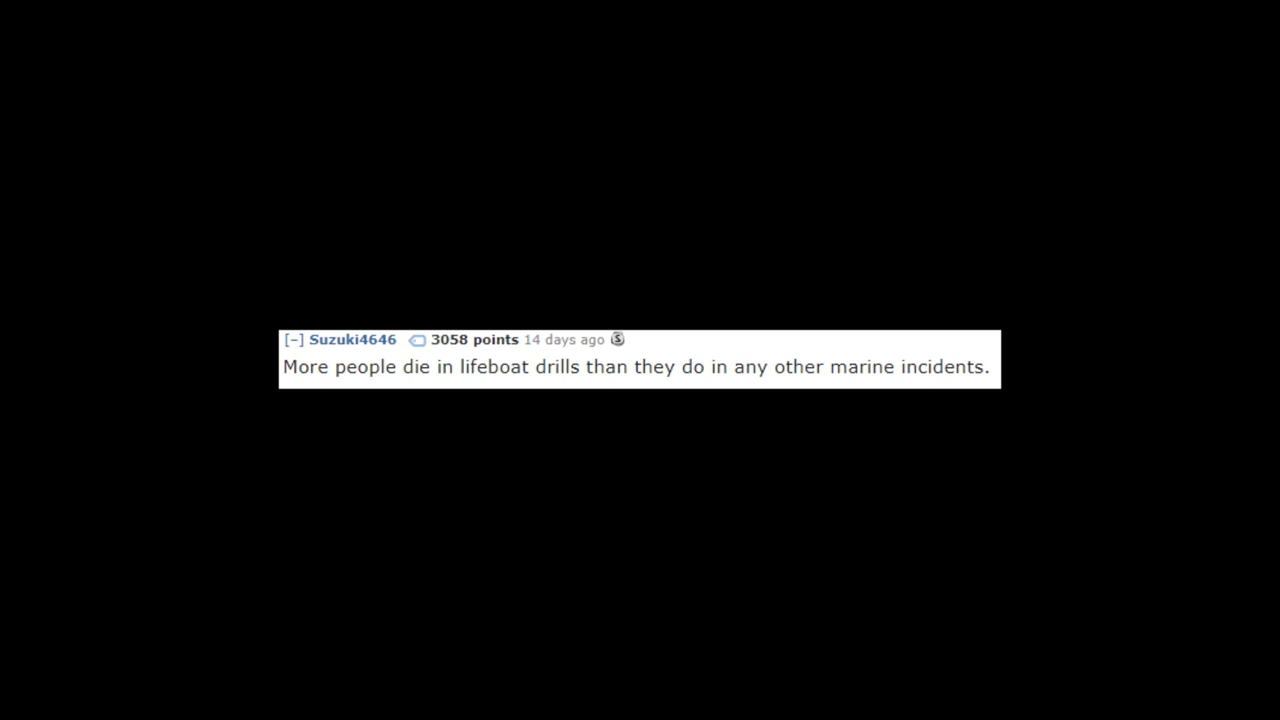 [–] Suzuki4646 3058 points 14 days ago
More people die in lifeboat drills than they do in any other marine incidents.